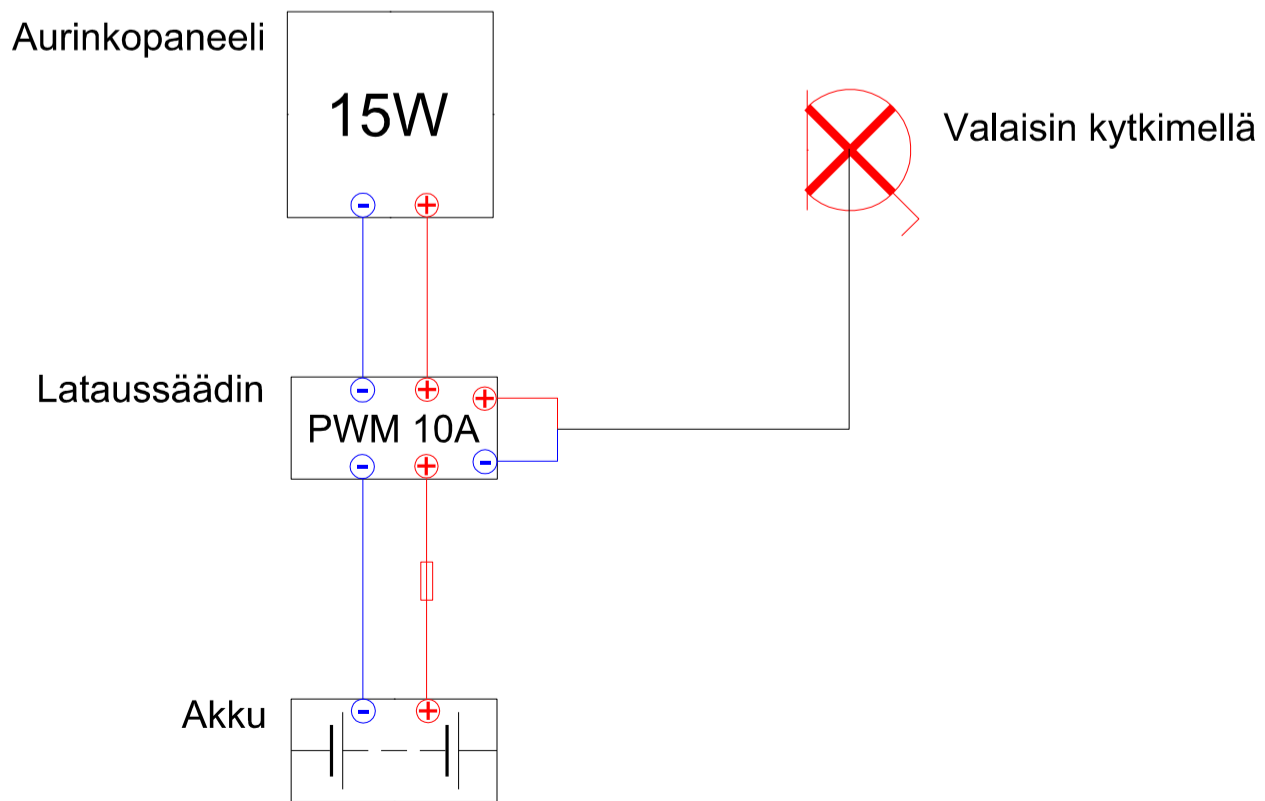 Aurinkopaneeli
15W
Valaisin kytkimellä
Lataussäädin
PWM 10A
Akku